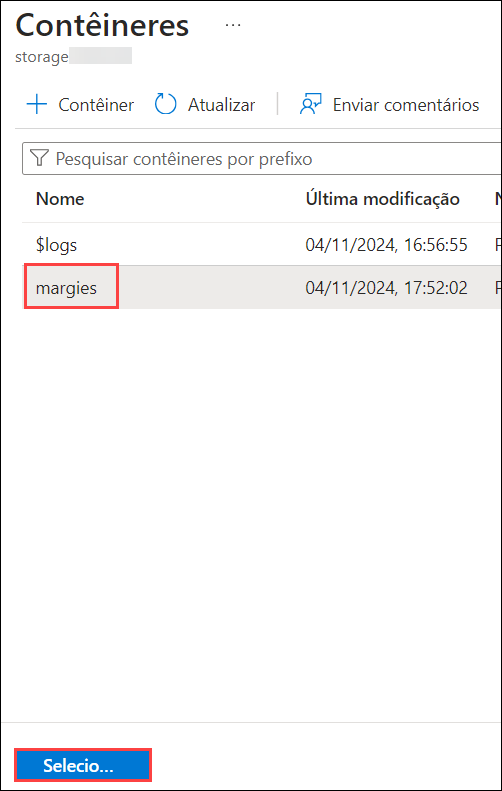 Contêineres ...
storage
Contêiner Atualizar Enviar comentários
Pesquisar contêineres por prefixo
Nome Última modificação
$logs 04/11/2024, 16:56:55
margies 04/11/2024, 17:52:02
Selecio...